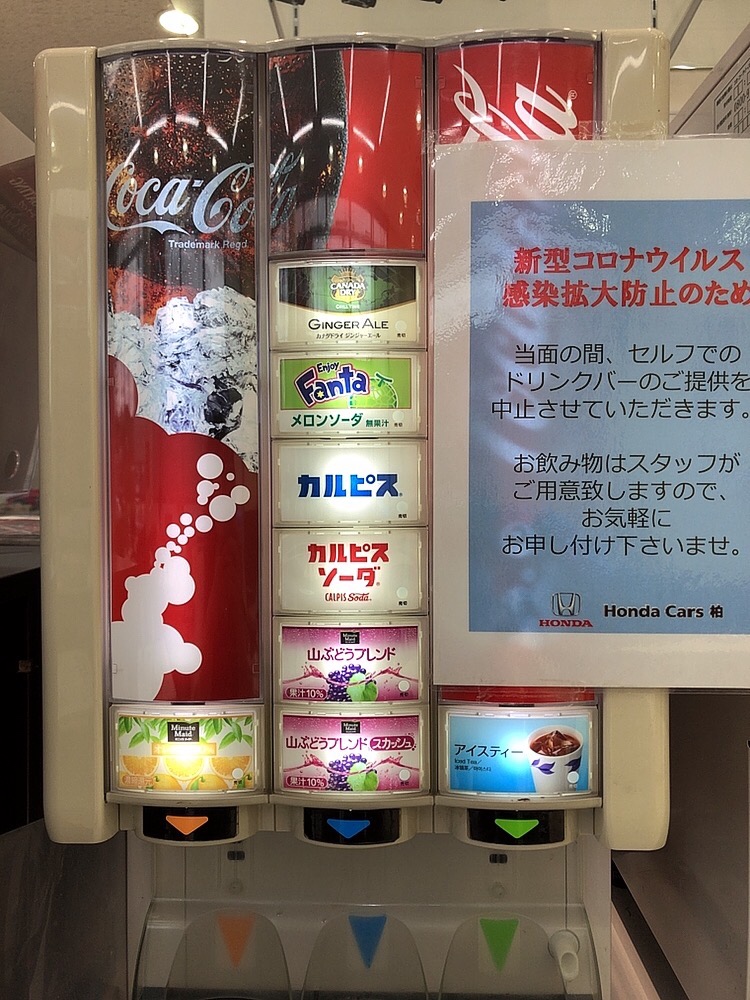 Coca-Cola
Trademark Regd.
CANADA
DRY
GINGER ALE
カナダドライ ジンジャーエール
希釈
Enjoy
Fanta
メロンソーダ 無果汁
希釈
カルピス
希釈
カルピス
ソーダ
CALPIS Soda
希釈
Minute
Maid
山ぶどうブレンド
果汁10%
Minute
Maid
山ぶどうブレンド スカッシュ
果汁10%
Minute
Maid
アイスティー
Iced Tea/
新型コロナウイルス
感染拡大防止のため
当面の間、セルフでの
ドリンクバーのご提供を
中止させていただきます。
お飲み物はスタッフが
ご用意致しますので、
お気軽に
お申し付け下さいませ。
HONDA
Honda Cars 柏